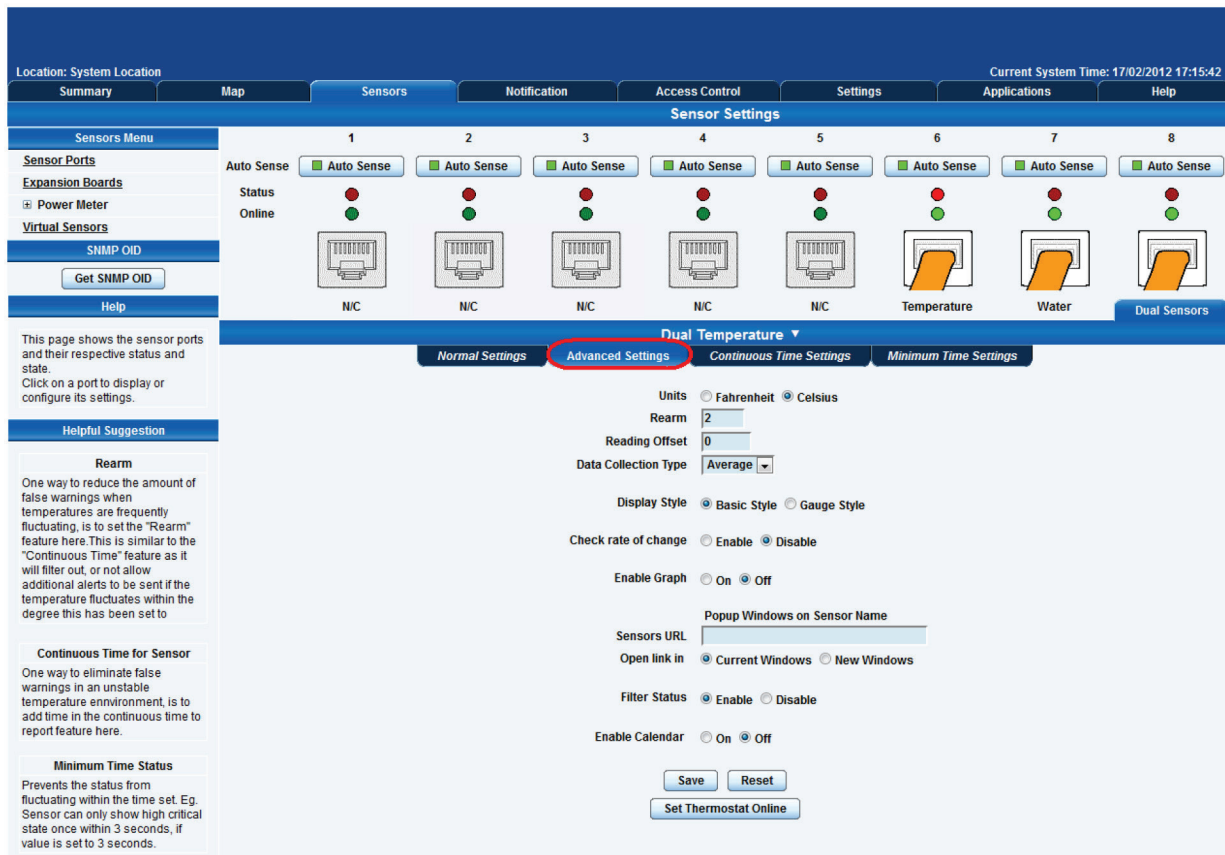 Location: System Location
Current System Time: 17/02/2012 17:15:42
Summary Map Sensors Notification Access Control Settings Applications Help
Sensor Settings
Sensors Menu
Sensor Ports
Expansion Boards
Power Meter
Virtual Sensors
SNMP OID
Get SNMP OID
Help
This page shows the sensor ports
and their respective status and
state.
Click on a port to display or
configure its settings.
Helpful Suggestion
Rearm
One way to reduce the amount of
false warnings when
temperatures are frequently
fluctuating, is to set the "Rearm"
feature here.This is similar to the
"Continuous Time" feature as it
will filter out, or not allow
additional alerts to be sent if the
temperature fluctuates within the
degree this has been set to
Continuous Time for Sensor
One way to eliminate false
warnings in an unstable
temperature ennvironment, is to
add time in the continuous time to
report feature here.
Minimum Time Status
Prevents the status from
fluctuating within the time set. Eg.
Sensor can only show high critical
state once within 3 seconds, if
value is set to 3 seconds.
1 2 3 4 5 6 7 8
Auto Sense Auto Sense Auto Sense Auto Sense Auto Sense Auto Sense Auto Sense Auto Sense Auto Sense
Status
Online
N/C N/C N/C N/C N/C Temperature Water Dual Sensors
Dual Temperature
Normal Settings Advanced Settings Continuous Time Settings Minimum Time Settings
Units Fahrenheit Celsius
Rearm 2
Reading Offset 0
Data Collection Type Average
Display Style Basic Style Gauge Style
Check rate of change Enable Disable
Enable Graph On Off
Popup Windows on Sensor Name
Sensors URL
Open link in Current Windows New Windows
Filter Status Enable Disable
Enable Calendar On Off
Save Reset
Set Thermostat Online